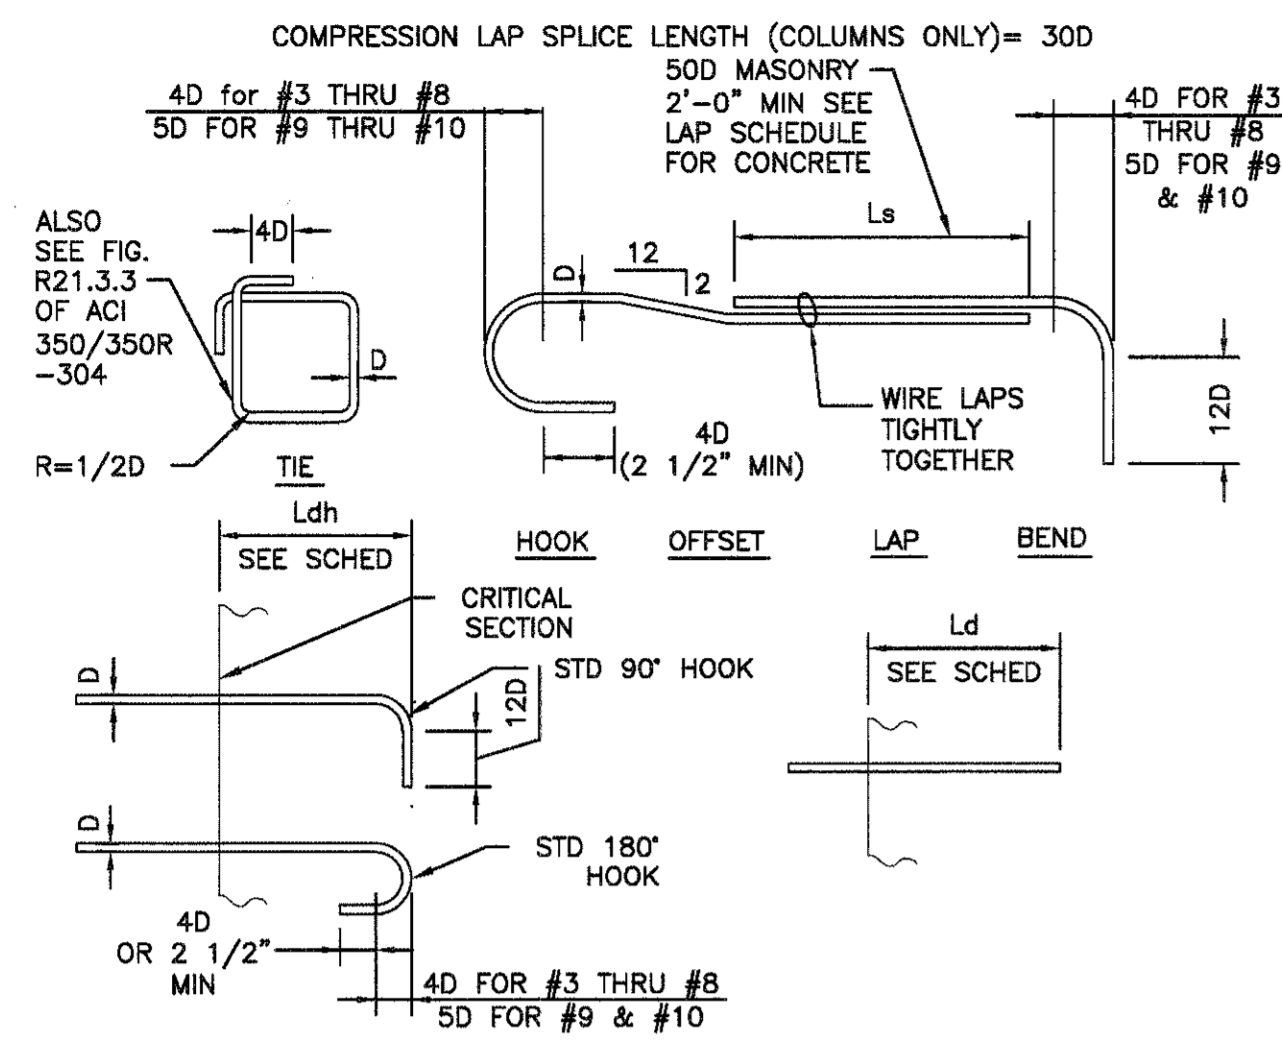 COMPRESSION LAP SPLICE LENGTH (COLUMNS ONLY)= 30D
4D for #3 THRU #8
5D FOR #9 THRU #10
50D MASONRY
2'-0" MIN SEE
LAP SCHEDULE
FOR CONCRETE
4D FOR #3
THRU #8
5D FOR #9
& #10
ALSO
SEE FIG.
R21.3.3
OF ACI
350/350R
-304
4D
D
R=1/2D
TIE
D
12
2
Ls
4D
(2 1/2" MIN)
WIRE LAPS
TIGHTLY
TOGETHER
12D
HOOK
OFFSET
LAP
BEND
Ldh
SEE SCHED
CRITICAL
SECTION
D
STD 90° HOOK
12D
Ld
SEE SCHED
D
STD 180°
HOOK
4D
OR 2 1/2"
MIN
4D FOR #3 THRU #8
5D FOR #9 & #10